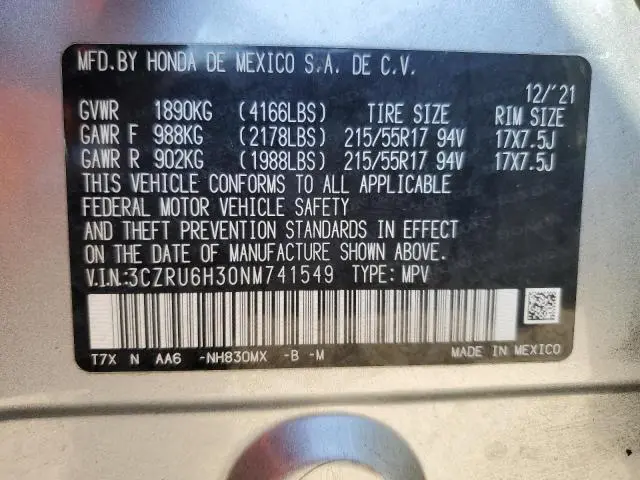 MFD.BY HONDA DE MEXICO S.A. DE C.V.
12/'21
GVWR 1890KG (4166LBS) TIRE SIZE RIM SIZE
GAWR F 988KG (2178LBS) 215/55R17 94V 17X7.5J
GAWR R 902KG (1988LBS) 215/55R17 94V 17X7.5J
THIS VEHICLE CONFORMS TO ALL APPLICABLE
FEDERAL MOTOR VEHICLE SAFETY
AND THEFT PREVENTION STANDARDS IN EFFECT
ON THE DATE OF MANUFACTURE SHOWN ABOVE.
V.I.N.:3CZRU6H30NM741549 TYPE: MPV
T7X N AA6 -NH830MX -B -M MADE IN MEXICO